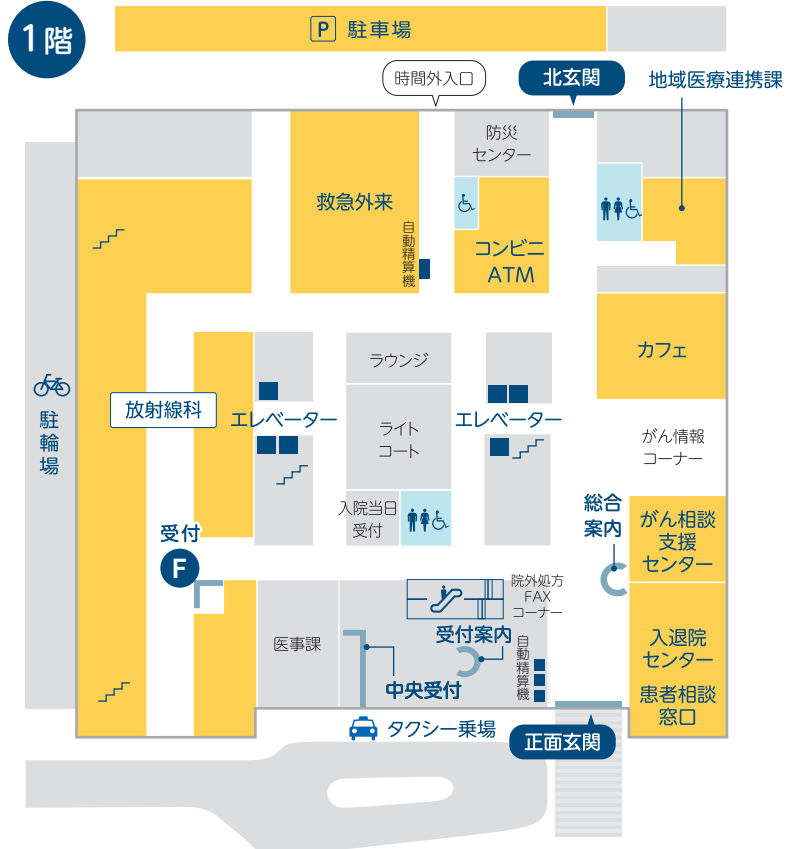 1階
P 駐車場
時間外入口
北玄関
地域医療連携課
防災
センター
救急外来
自動精算機
コンビニ
ATM
カフェ
ラウンジ
放射線科
エレベーター
エレベーター
ライト
コート
がん情報
コーナー
駐輪場
入院当日
受付
総合
案内
がん相談
支援
センター
受付
F
院外処方
FAX
コーナー
医事課
受付案内
自動精算機
中央受付
入退院
センター
患者相談
窓口
タクシー乗場
正面玄関